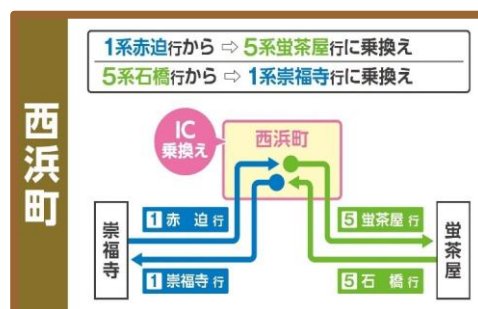 西浜町
1系赤迫行から ⇨ 5系蛍茶屋行に乗換え
5系石橋行から ⇨ 1系崇福寺行に乗換え
IC
乗換え
西浜町
崇福寺
1 赤迫行
1 崇福寺行
5 蛍茶屋行
5 石橋行
蛍茶屋